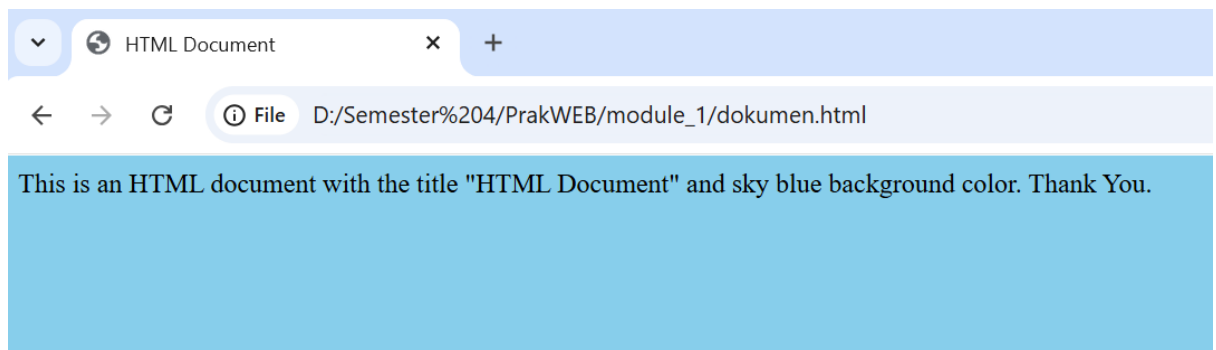 HTML Document
File D:/Semester%204/PrakWEB/module_1/dokumen.html
This is an HTML document with the title "HTML Document" and sky blue background color. Thank You.